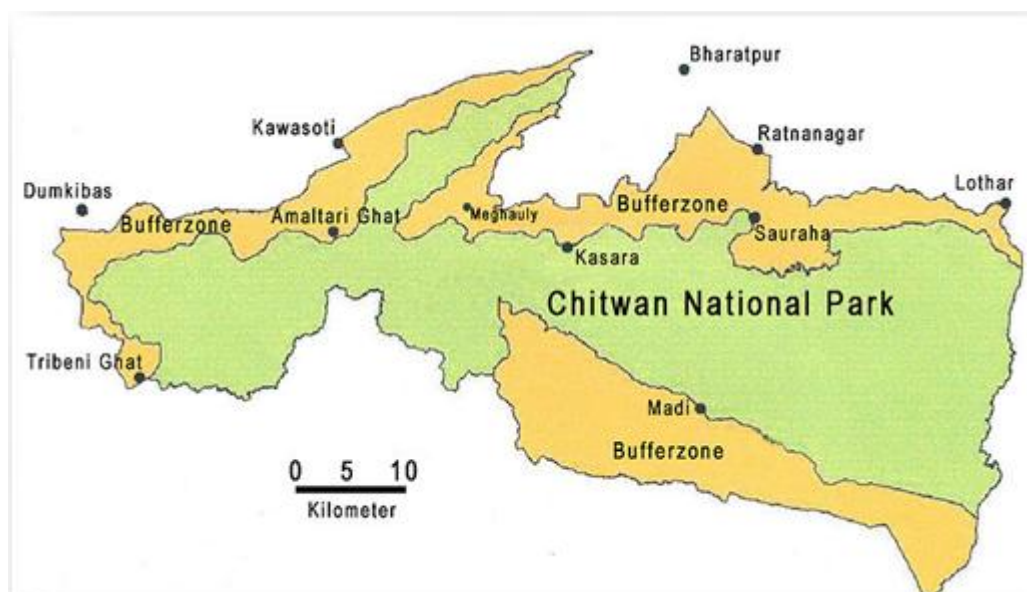 Bharatpur
Kawasoti
Ratnanagar
Dumkibas
Lothar
Bufferzone
Amaltari Ghat
Meghauly
Bufferzone
Sauraha
Kasara
Chitwan National Park
Tribeni Ghat
Madi
Bufferzone
0 5 10
Kilometer